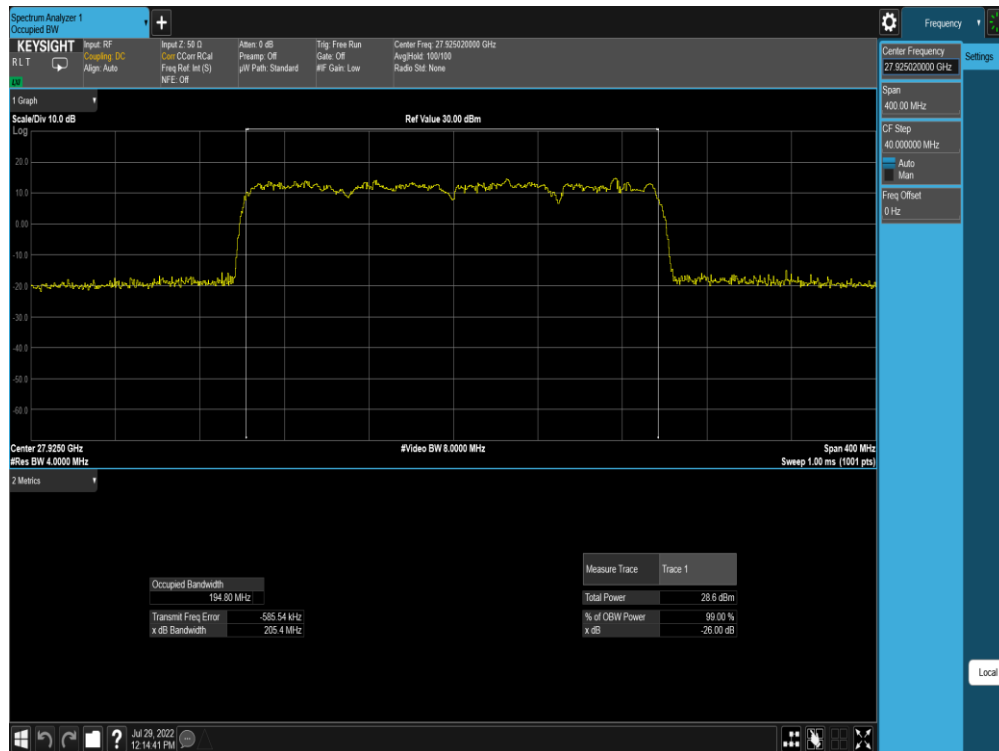 Spectrum Analyzer 1
Occupied BW
Frequency
KEYSIGHT
R L T
Input: RF
Coupling: DC
Align: Auto
Input Z: 50 Ω
Corr CCorr RCal
Freq Ref: Int (S)
NFE: Off
Atten: 0 dB
Preamp: Off
µW Path: Standard
Trig: Free Run
Gate: Off
#IF Gain: Low
Center Freq: 27.925020000 GHz
Avg|Hold: 100/100
Radio Std: None
Center Frequency
27.925020000 GHz
Settings
Span
400.00 MHz
CF Step
40.000000 MHz
Auto
Man
Freq Offset
0 Hz
1 Graph
Scale/Div 10.0 dB
Ref Value 30.00 dBm
Log
20.0
10.0
0.00
-10.0
-20.0
-30.0
-40.0
-50.0
-60.0
Center 27.9250 GHz
#Video BW 8.0000 MHz
Span 400 MHz
#Res BW 4.0000 MHz
Sweep 1.00 ms (1001 pts)
2 Metrics
Measure Trace
Trace 1
Occupied Bandwidth
194.80 MHz
Total Power
28.6 dBm
Transmit Freq Error
-585.54 kHz
% of OBW Power
99.00 %
x dB Bandwidth
205.4 MHz
x dB
-26.00 dB
Local
?
Jul 29, 2022
12:14:41 PM